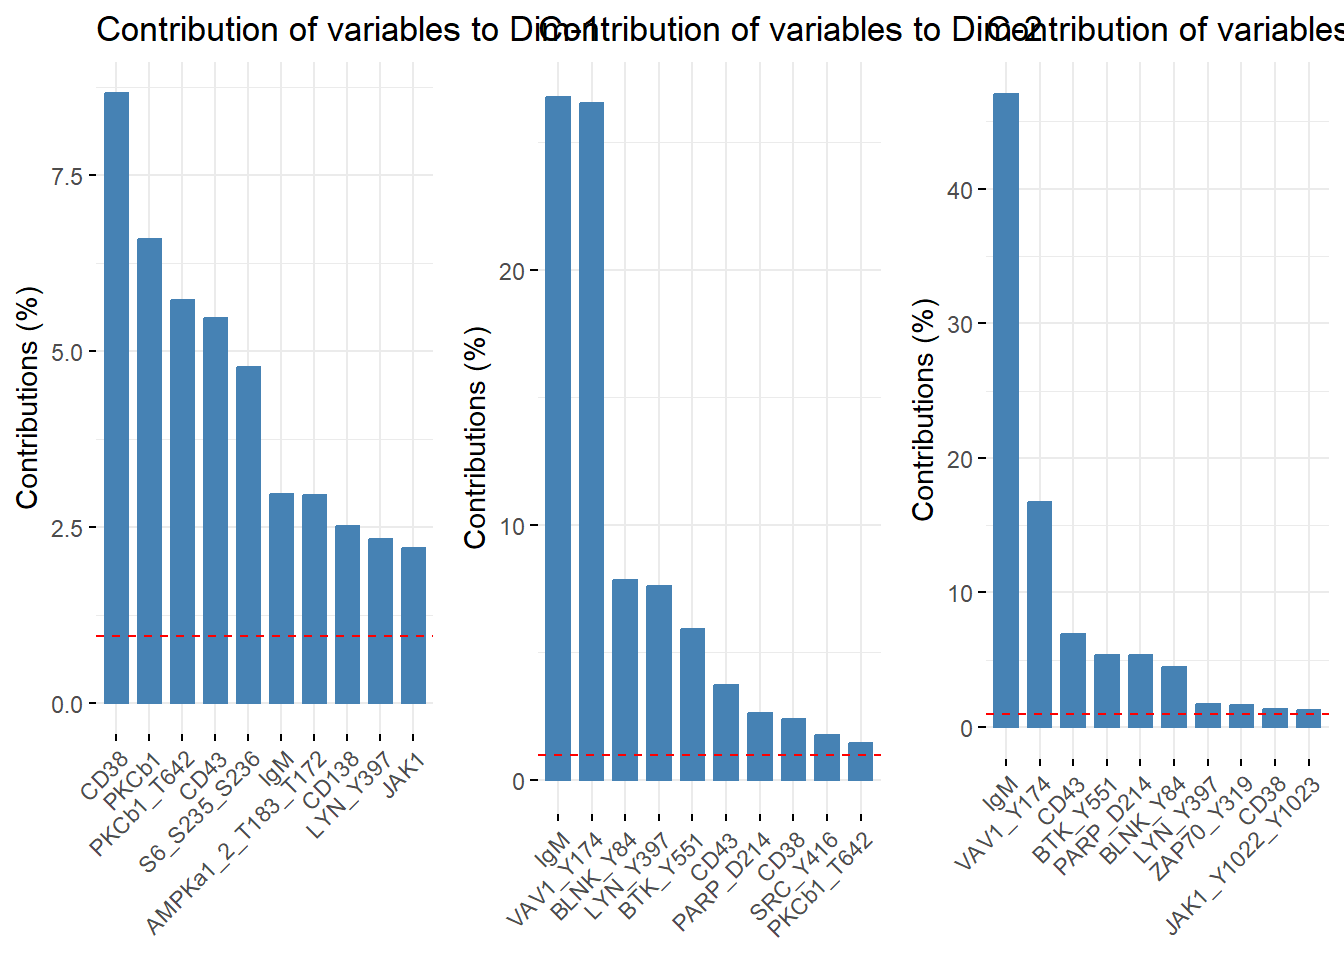 Contribution of variables to Dim-1
Contributions (%)
7.5
5.0
2.5
0.0
CD38
PKCb1
PKCb1_T642
CD43
S6_S235_S236
IgM
AMPKa1_2_T183_T172
CD138
LYN_Y397
JAK1
Contribution of variables to Dim-2
Contributions (%)
20
10
0
IgM
VAV1_Y174
BLNK_Y84
LYN_Y397
BTK_Y551
CD43
PARP_D214
CD38
SRC_Y416
PKCb1_T642
Contribution of variables
Contributions (%)
40
30
20
10
0
IgM
VAV1_Y174
CD43
BTK_Y551
PARP_D214
BLNK_Y84
LYN_Y397
ZAP70_Y319
CD38
JAK1_Y1022_Y1023